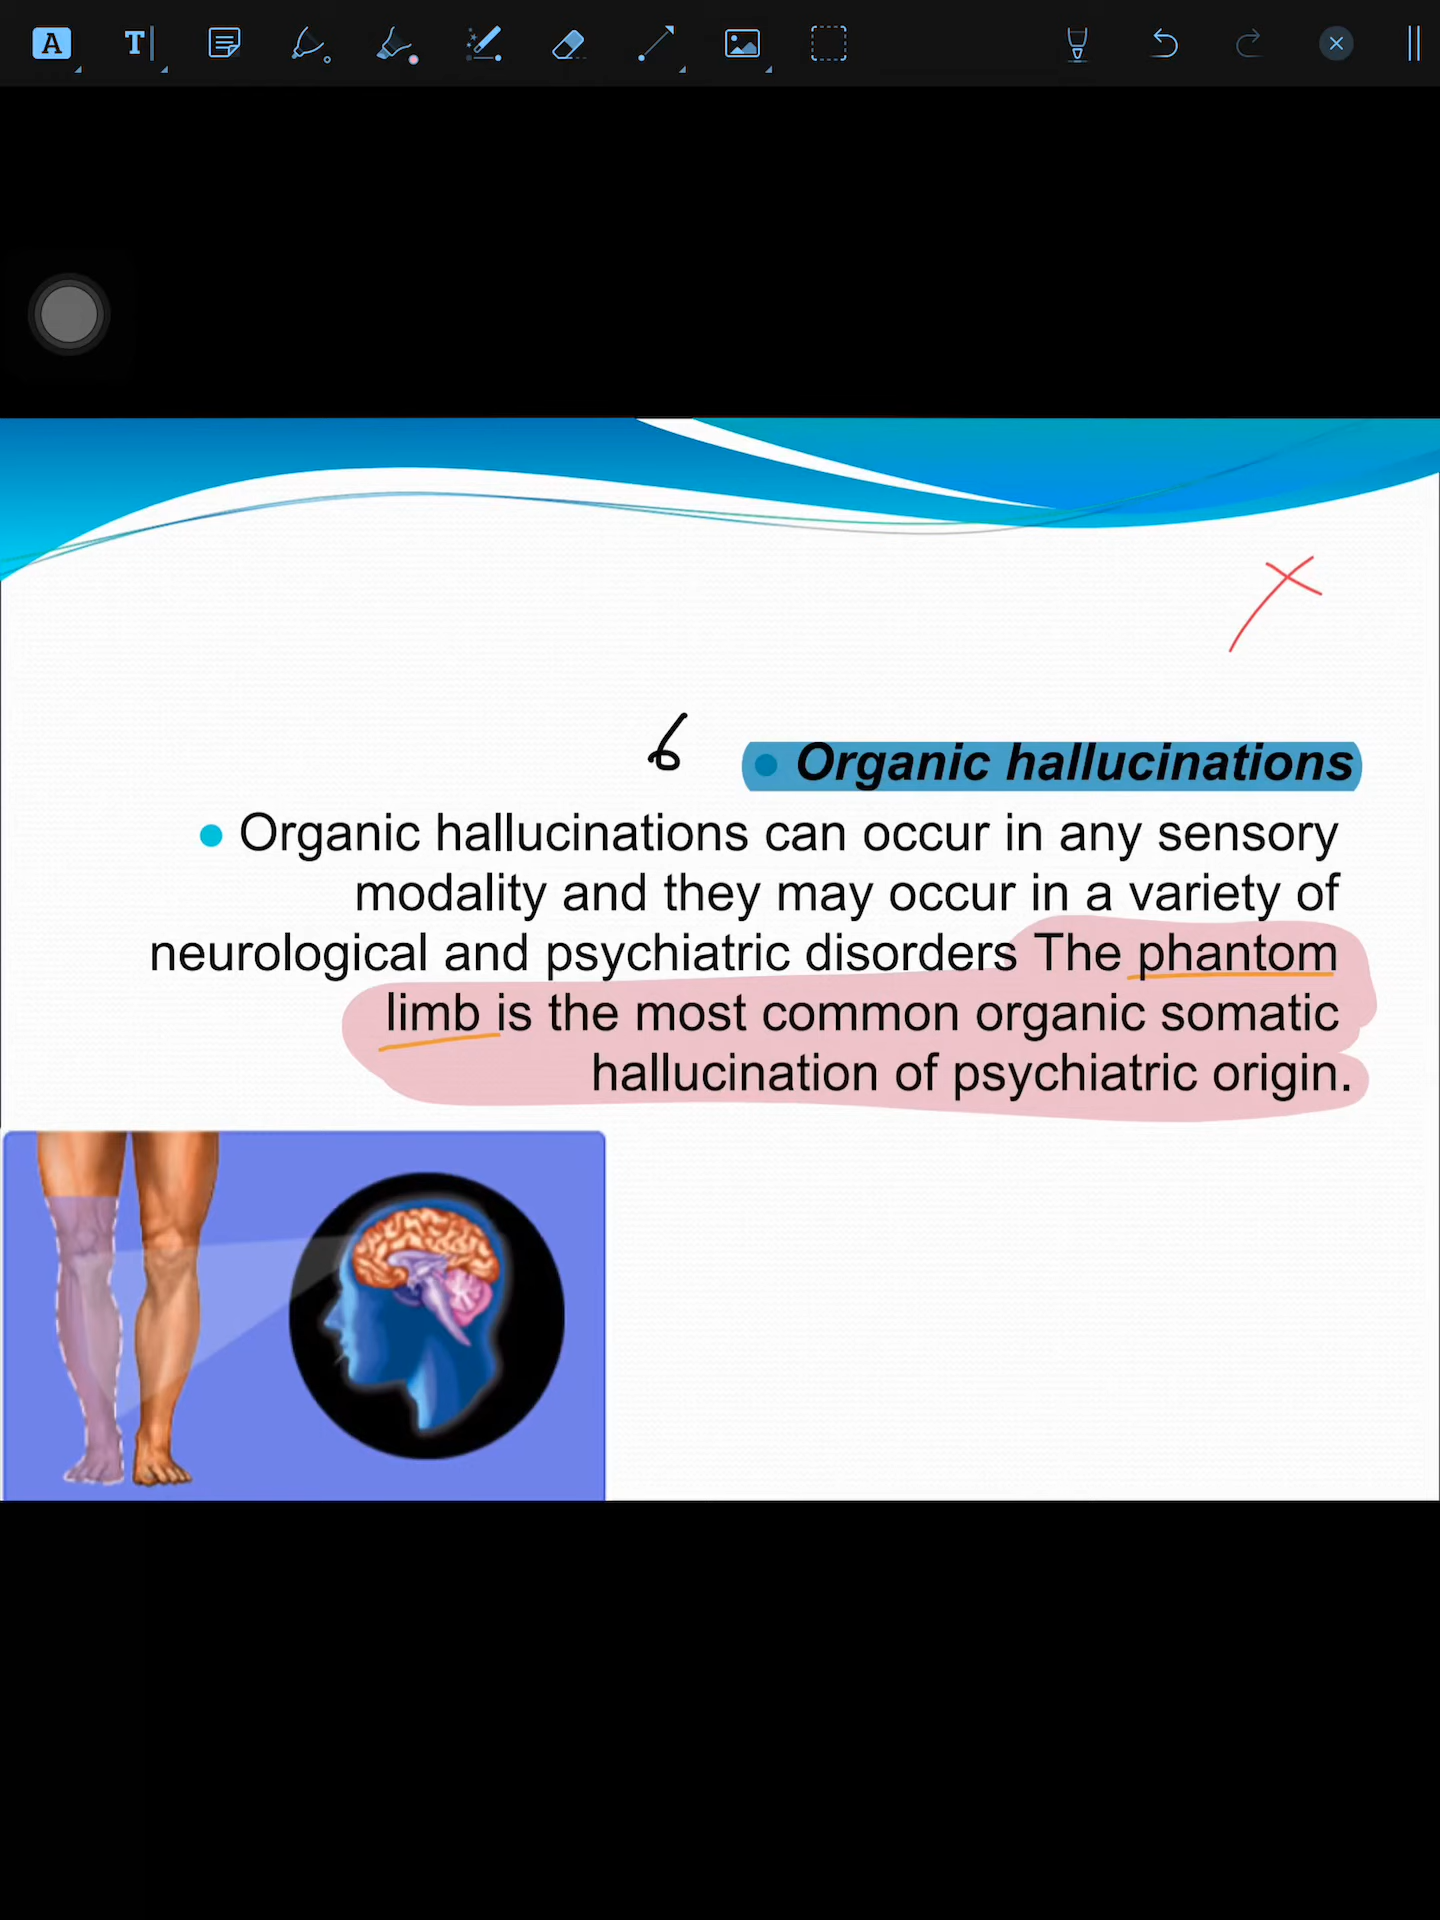 A
T
6
• Organic hallucinations
• Organic hallucinations can occur in any sensory
modality and they may occur in a variety of
neurological and psychiatric disorders The phantom
limb is the most common organic somatic
hallucination of psychiatric origin.